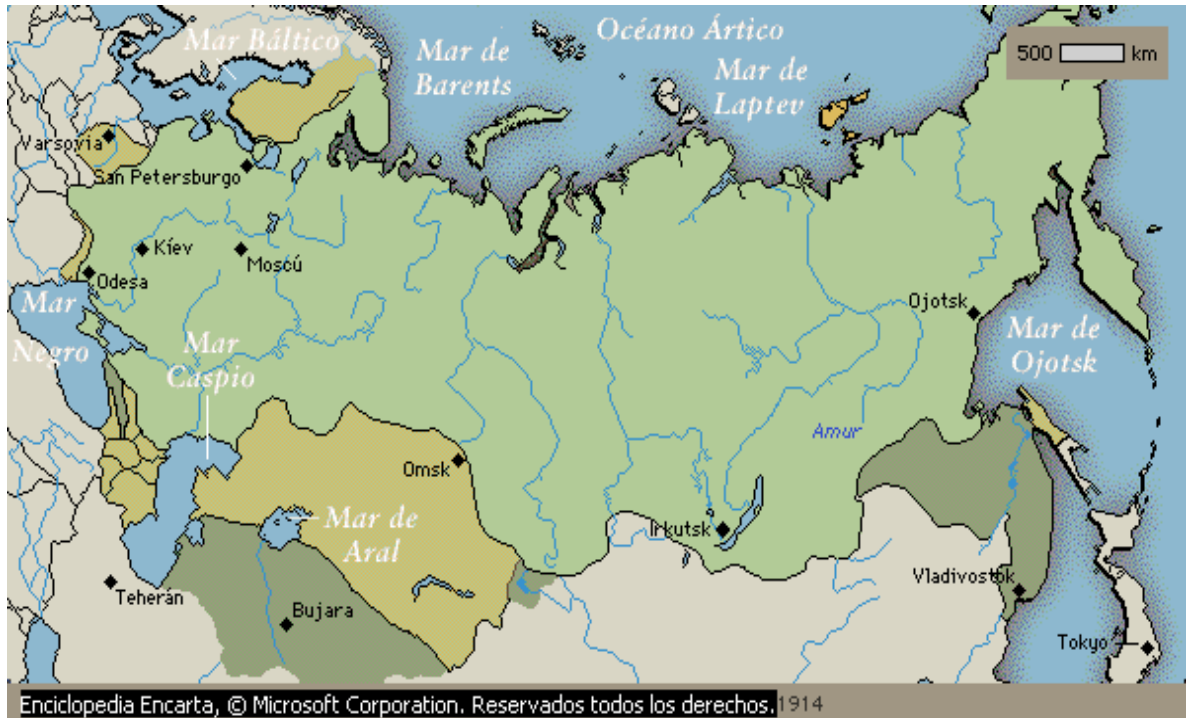 Océano Ártico
Mar Báltico
Mar de
Barents
500 km
Mar de
Laptev
Varsovia
San Petersburgo
Kíev
Moscú
Odesa
Mar
Negro
Mar
Caspio
Ojotsk
Mar de
Ojotsk
Amur
Omsk
Mar de
Aral
Irkutsk
Teherán
Bujara
Vladivostok
Tokyo
Enciclopedia Encarta, © Microsoft Corporation. Reservados todos los derechos. 1914